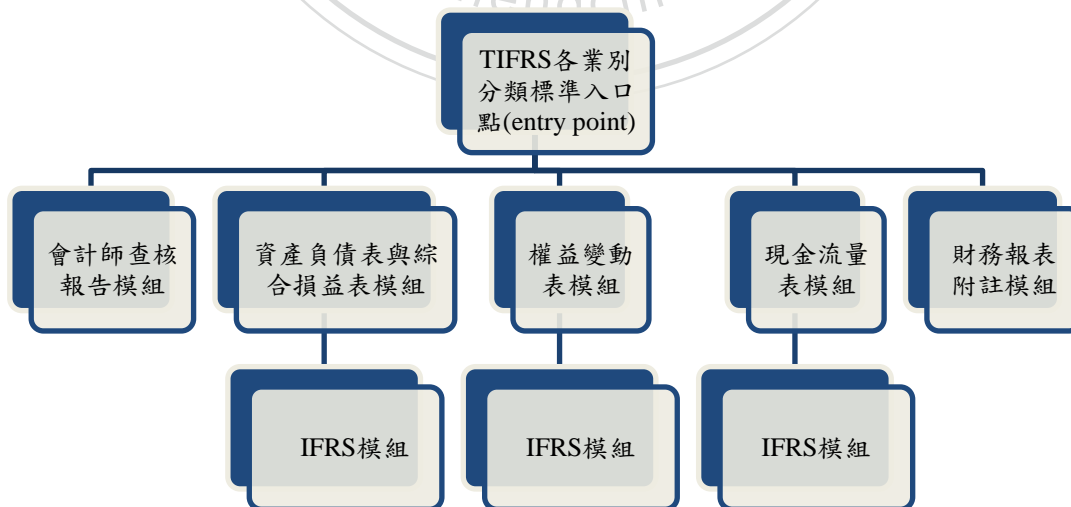 TIFRS各業別
分類標準入口
點(entry point)
會計師查核
報告模組
資產負債表與綜
合損益表模組
權益變動
表模組
現金流量
表模組
財務報表
附註模組
IFRS模組
IFRS模組
IFRS模組